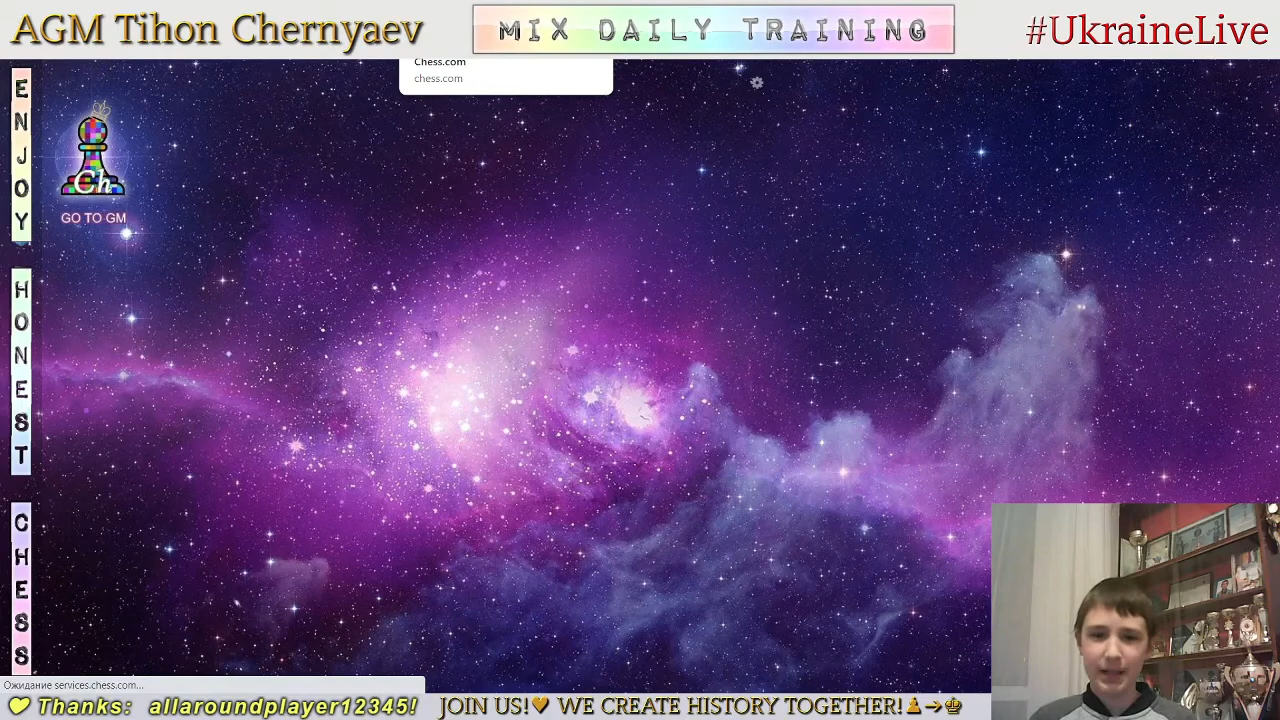 AGM Tihon Chernyaev
MIX DAILY TRAINING
#UkraineLive
Chess.com
chess.com
ENJOY
HONEST
CHESS
Ch
GO TO GM
Ожидание services.chess.com...
💛 Thanks: allaroundplayer12345!
JOIN US!🧡 WE CREATE HISTORY TOGETHER!♟→♚